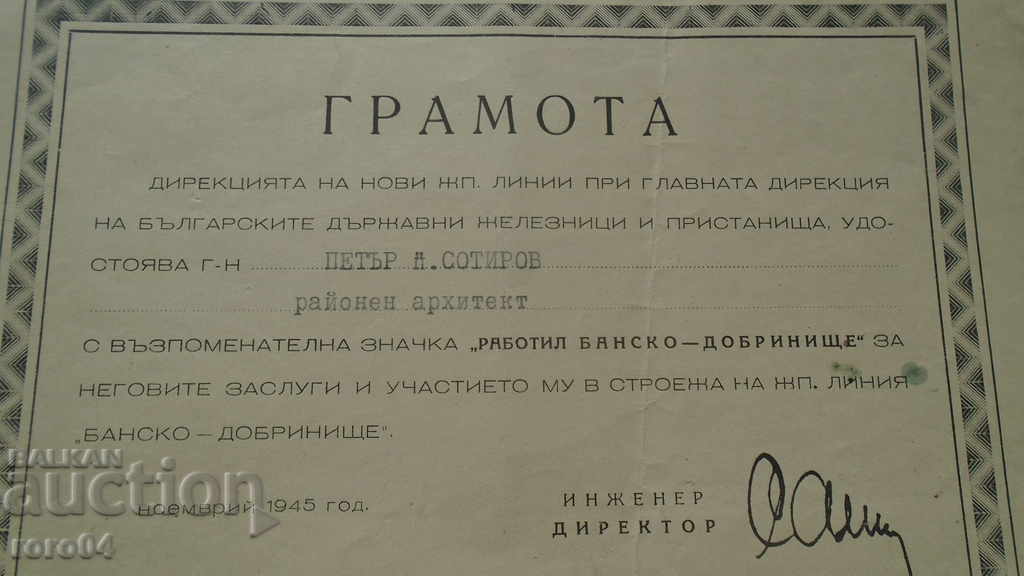 ГРАМОТА
ДИРЕКЦИЯТА НА НОВИ ЖП. ЛИНИИ ПРИ ГЛАВНАТА ДИРЕКЦИЯ
НА БЪЛГАРСКИТЕ ДЪРЖАВНИ ЖЕЛЕЗНИЦИ И ПРИСТАНИЩА, УДО-
СТОЯВА Г-Н ПЕТЪР А.СОТИРОВ
районен архитект
С ВЪЗПОМЕНАТЕЛНА ЗНАЧКА „РАБОТИЛ БАНСКО—ДОБРИНИЩЕ" ЗА
НЕГОВИТЕ ЗАСЛУГИ И УЧАСТИЕТО МУ В СТРОЕЖА НА ЖП. ЛИНИЯ
„БАНСКО—ДОБРИНИЩЕ".
НОЕМВРИЙ 1945 ГОД.
ИНЖЕНЕР
ДИРЕКТОР
BALKAN
auction
roro04